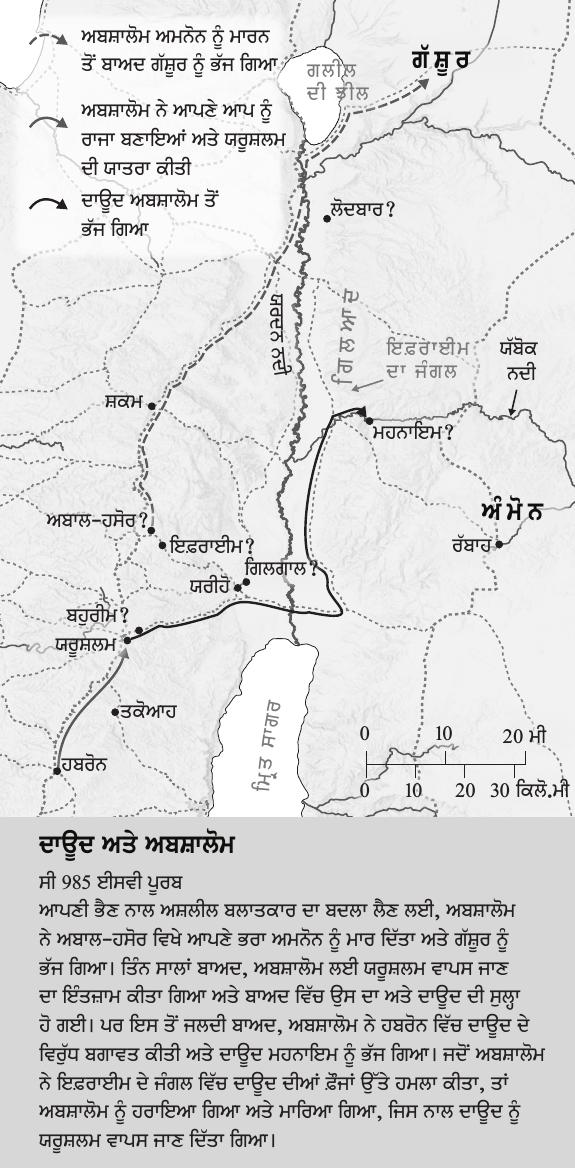 ਅਬਸ਼ਾਲੋਮ ਅਮਨੋਨ ਨੂੰ ਮਾਰਨ
ਤੋਂ ਬਾਅਦ ਗੱਸ਼ੂਰ ਨੂੰ ਭੱਜ ਗਿਆ
ਅਬਸ਼ਾਲੋਮ ਨੇ ਆਪਣੇ ਆਪ ਨੂੰ
ਰਾਜਾ ਬਣਾਇਆਂ ਅਤੇ ਯਰੂਸ਼ਲਮ
ਦੀ ਯਾਤਰਾ ਕੀਤੀ
ਦਾਊਦ ਅਬਸ਼ਾਲੋਮ ਤੋਂ
ਭੱਜ ਗਿਆ
ਗਲੀਲ
ਦੀ ਝੀਲ
ਗੱਸ਼ੂਰ
ਲੋਦਬਾਰ?
ਯਰਦਨ ਨਦੀ
ਗਿਲਆਦ
ਇਫ਼ਰਾਈਮ
ਦਾ ਜੰਗਲ
ਯੱਬੋਕ
ਨਦੀ
ਸ਼ਕਮ
ਮਹਨਾਇਮ?
ਅੰਮੋਨ
ਅਬਾਲ-ਹਸੋਰ?
ਇਫ਼ਰਾਈਮ?
ਰੱਬਾਹ
ਗਿਲਗਾਲ?
ਯਰੀਹੋ
ਬਹੁਰੀਮ?
ਯਰੂਸ਼ਲਮ
ਤਕੋਆਹ
ਹਬਰੋਨ
ਮ੍ਰਿਤ ਸਾਗਰ
0 10 20 ਮੀ
0 10 20 30 ਕਿਲੋ.ਮੀ
ਦਾਊਦ ਅਤੇ ਅਬਸ਼ਾਲੋਮ
ਸੀ 985 ਈਸਵੀ ਪੂਰਬ
ਆਪਣੀ ਭੈਣ ਨਾਲ ਅਸ਼ਲੀਲ ਬਲਾਤਕਾਰ ਦਾ ਬਦਲਾ ਲੈਣ ਲਈ, ਅਬਸ਼ਾਲੋਮ
ਨੇ ਅਬਾਲ-ਹਸੋਰ ਵਿਖੇ ਆਪਣੇ ਭਰਾ ਅਮਨੋਨ ਨੂੰ ਮਾਰ ਦਿੱਤਾ ਅਤੇ ਗੱਸ਼ੂਰ ਨੂੰ
ਭੱਜ ਗਿਆ। ਤਿੰਨ ਸਾਲਾਂ ਬਾਅਦ, ਅਬਸ਼ਾਲੋਮ ਲਈ ਯਰੂਸ਼ਲਮ ਵਾਪਸ ਜਾਣ
ਦਾ ਇੰਤਜ਼ਾਮ ਕੀਤਾ ਗਿਆ ਅਤੇ ਬਾਅਦ ਵਿੱਚ ਉਸ ਦਾ ਅਤੇ ਦਾਊਦ ਦੀ ਸੁਲ੍ਹਾ
ਹੋ ਗਈ। ਪਰ ਇਸ ਤੋਂ ਜਲਦੀ ਬਾਅਦ, ਅਬਸ਼ਾਲੋਮ ਨੇ ਹਬਰੋਨ ਵਿੱਚ ਦਾਊਦ ਦੇ
ਵਿਰੁੱਧ ਬਗਾਵਤ ਕੀਤੀ ਅਤੇ ਦਾਊਦ ਮਹਨਾਇਮ ਨੂੰ ਭੱਜ ਗਿਆ। ਜਦੋਂ ਅਬਸ਼ਾਲੋਮ
ਨੇ ਇਫ਼ਰਾਈਮ ਦੇ ਜੰਗਲ ਵਿੱਚ ਦਾਊਦ ਦੀਆਂ ਫ਼ੌਜਾਂ ਉੱਤੇ ਹਮਲਾ ਕੀਤਾ, ਤਾਂ
ਅਬਸ਼ਾਲੋਮ ਨੂੰ ਹਰਾਇਆ ਗਿਆ ਅਤੇ ਮਾਰਿਆ ਗਿਆ, ਜਿਸ ਨਾਲ ਦਾਊਦ ਨੂੰ
ਯਰੂਸ਼ਲਮ ਵਾਪਸ ਜਾਣ ਦਿੱਤਾ ਗਿਆ।